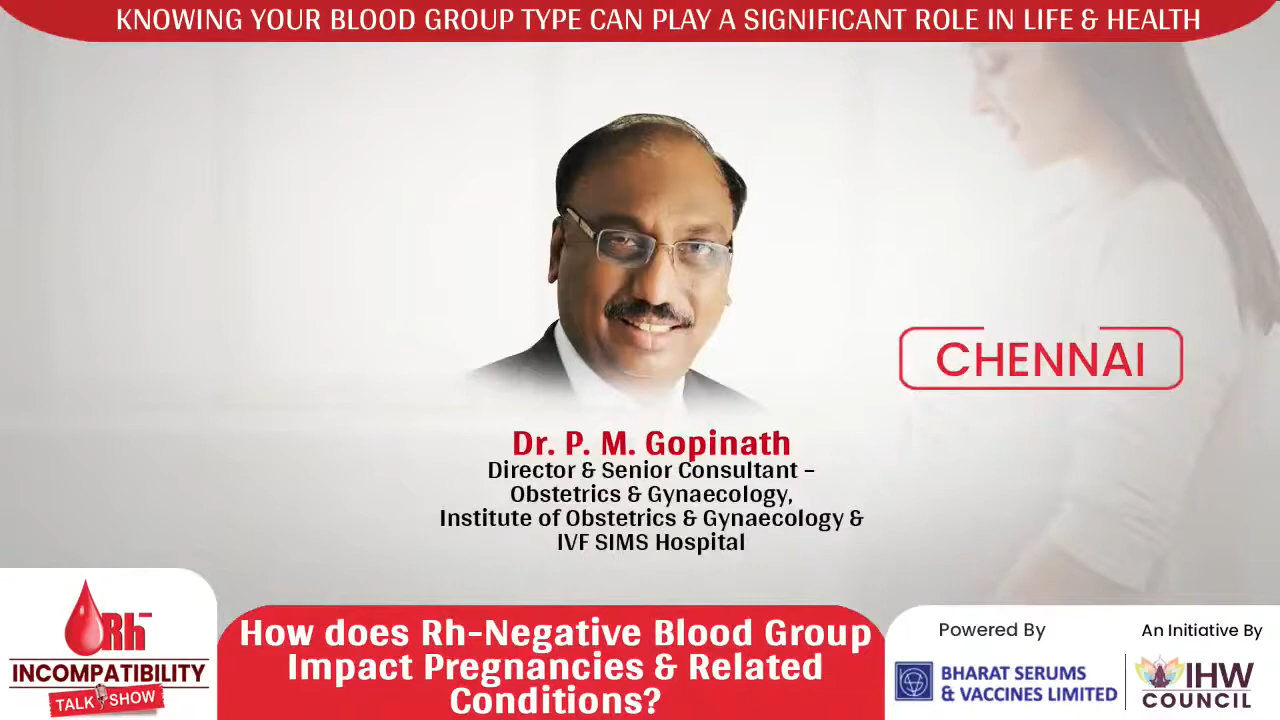 KNOWING YOUR BLOOD GROUP TYPE CAN PLAY A SIGNIFICANT ROLE IN LIFE & HEALTH
CHENNAI
Dr. P. M. Gopinath
Director & Senior Consultant –
Obstetrics & Gynaecology,
Institute of Obstetrics & Gynaecology &
IVF SIMS Hospital
Rh-
INCOMPATIBILITY
TALK SHOW
How does Rh-Negative Blood Group
Impact Pregnancies & Related
Conditions?
Powered By
BHARAT SERUMS
& VACCINES LIMITED
An Initiative By
IHW
COUNCIL